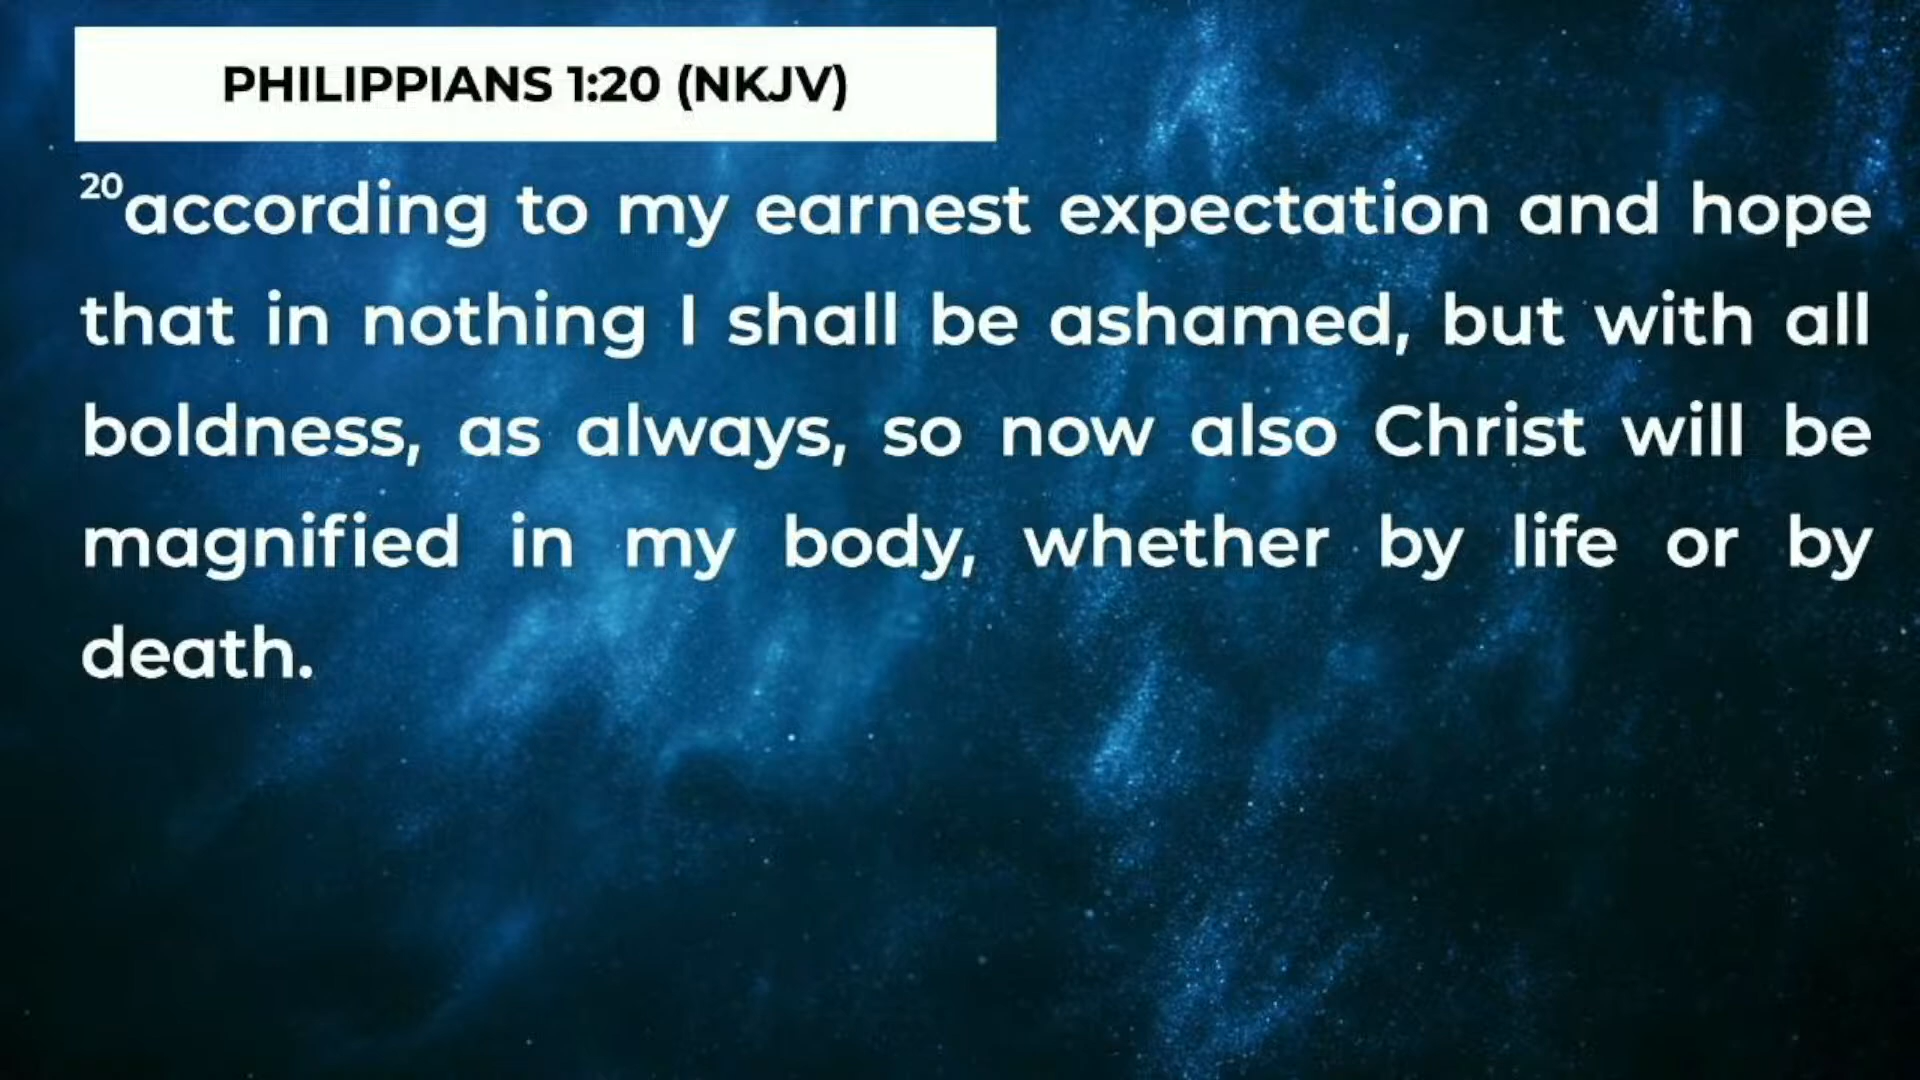 PHILIPPIANS 1:20 (NKJV)
20according to my earnest expectation and hope
that in nothing I shall be ashamed, but with all
boldness, as always, so now also Christ will be
magnified in my body, whether by life or by
death.